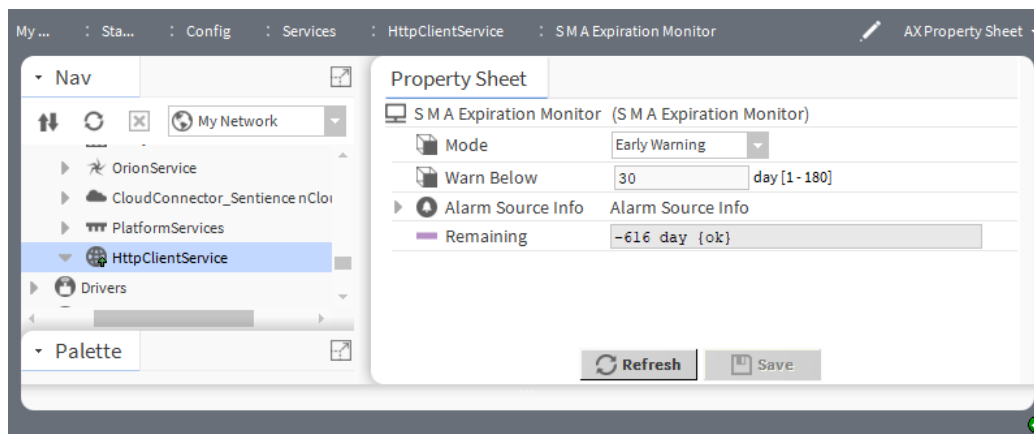 My ... : Sta... : Config : Services : HttpClientService : S M A Expiration Monitor AX Property Sheet
Nav
My Network
OrionService
CloudConnector_Sentience nClou
PlatformServices
HttpClientService
Drivers
Palette
Property Sheet
S M A Expiration Monitor (S M A Expiration Monitor)
Mode Early Warning
Warn Below 30 day [1 - 180]
Alarm Source Info Alarm Source Info
Remaining -616 day {ok}
Refresh Save